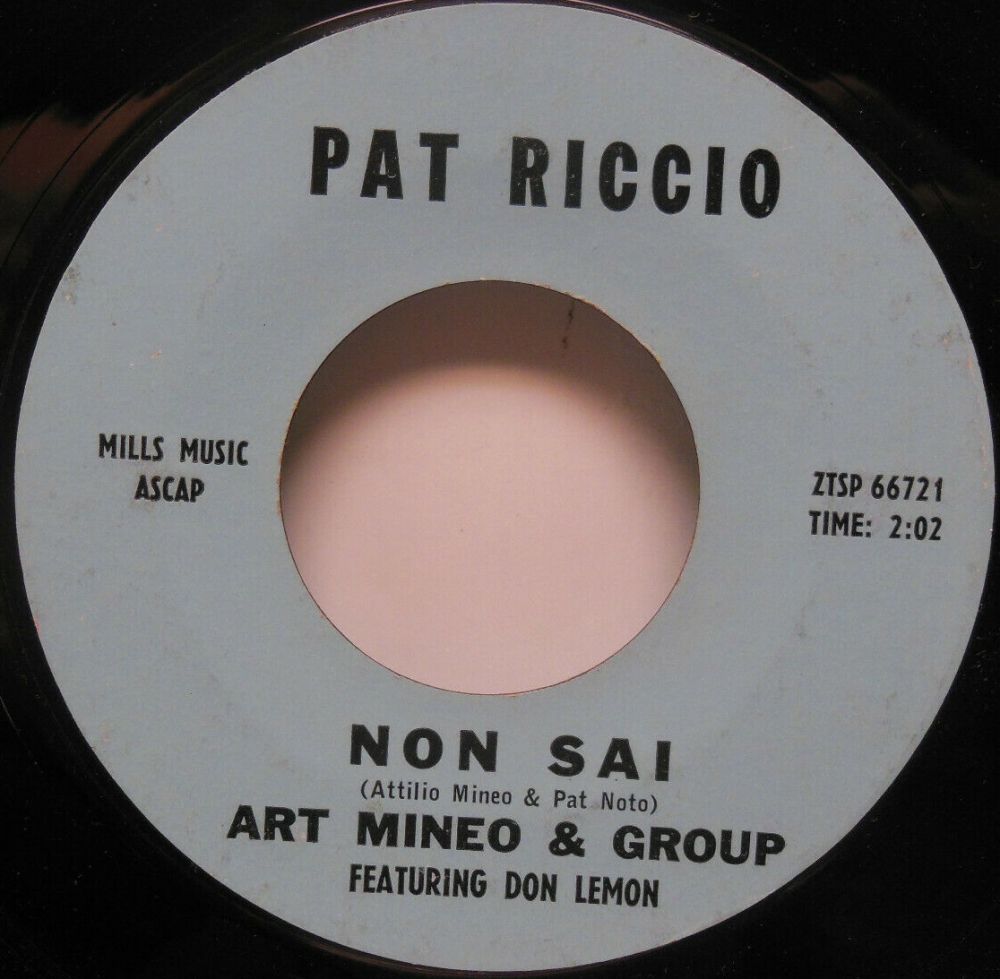 PAT RICCIO
MILLS MUSIC
ASCAP
ZTSP 66721
TIME: 2:02
NON SAI
(Attilio Mineo & Pat Noto)
ART MINEO & GROUP
FEATURING DON LEMON